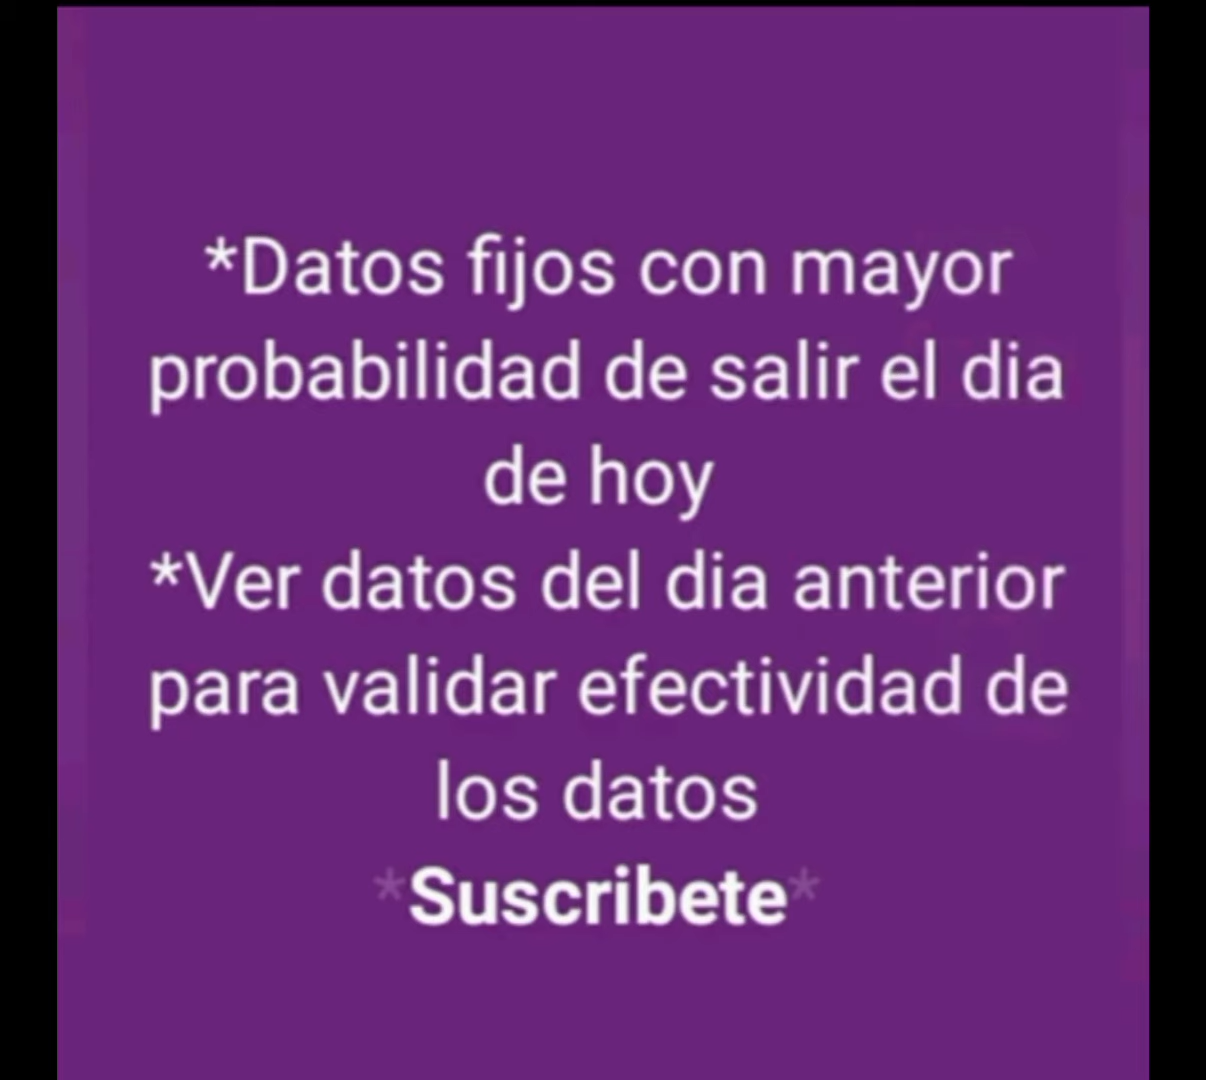 *Datos fijos con mayor
probabilidad de salir el dia
de hoy
*Ver datos del dia anterior
para validar efectividad de
los datos
*Suscribete*